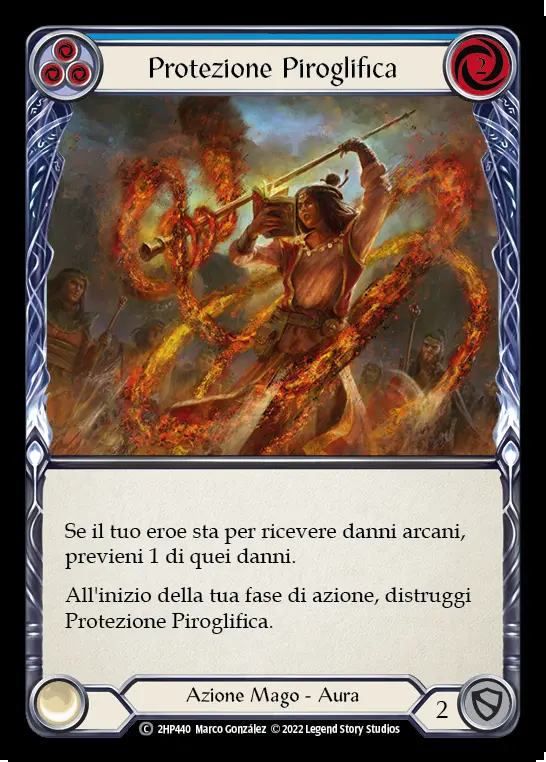 Protezione Piroglifica
2
Se il tuo eroe sta per ricevere danni arcani,
previeni 1 di quei danni.
All'inizio della tua fase di azione, distruggi
Protezione Piroglifica.
Azione Mago - Aura
2
C 2HP440 Marco González © 2022 Legend Story Studios